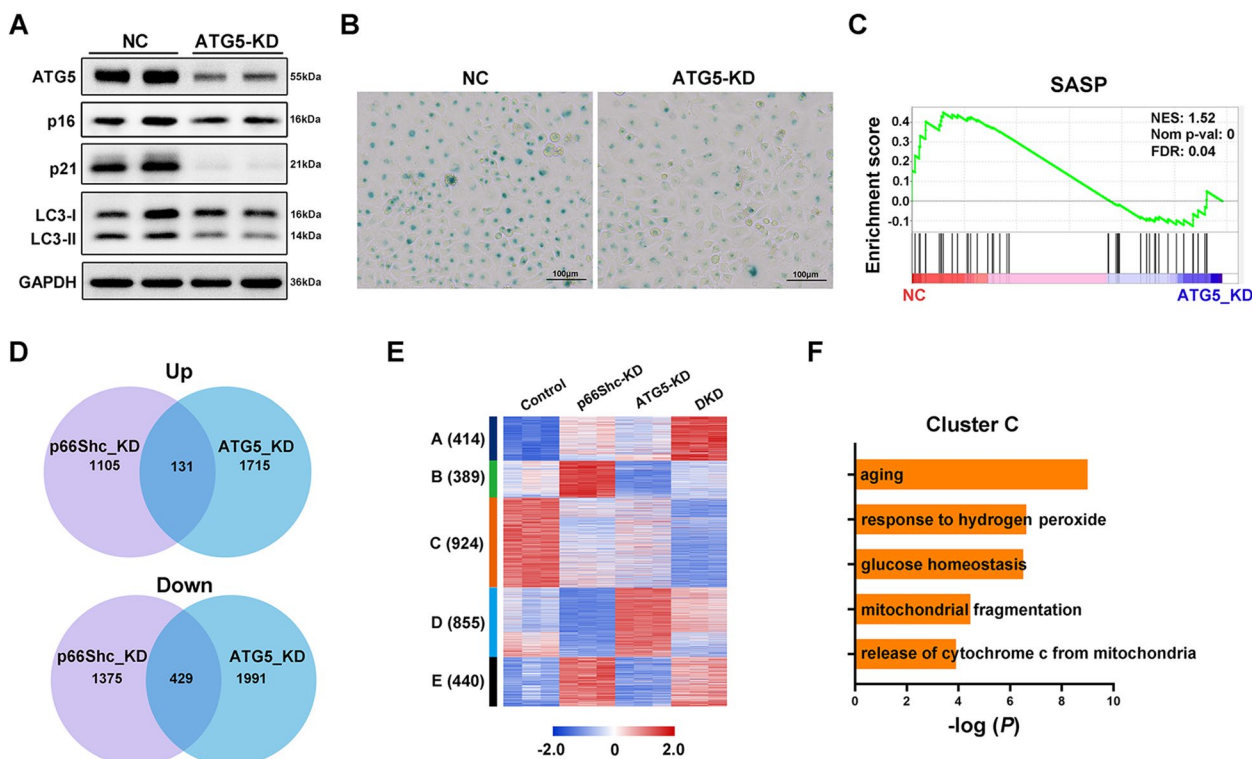 A
NC ATG5-KD
ATG5 55kDa
p16 16kDa
p21 21kDa
LC3-I 16kDa
LC3-II 14kDa
GAPDH 36kDa
B
NC ATG5-KD
100μm 100μm
C
SASP
NES: 1.52
Nom p-val: 0
FDR: 0.04
Enrichment score
0.4
0.3
0.2
0.1
0.0
-0.1
NC ATG5_KD
D
Up
p66Shc_KD ATG5_KD
1105 131 1715
Down
p66Shc_KD ATG5_KD
1375 429 1991
E
Control p66Shc-KD ATG5-KD DKD
A (414)
B (389)
C (924)
D (855)
E (440)
-2.0 0 2.0
F
Cluster C
aging
response to hydrogen peroxide
glucose homeostasis
mitochondrial fragmentation
release of cytochrome c from mitochondria
0 2 4 6 8 10
-log (P)